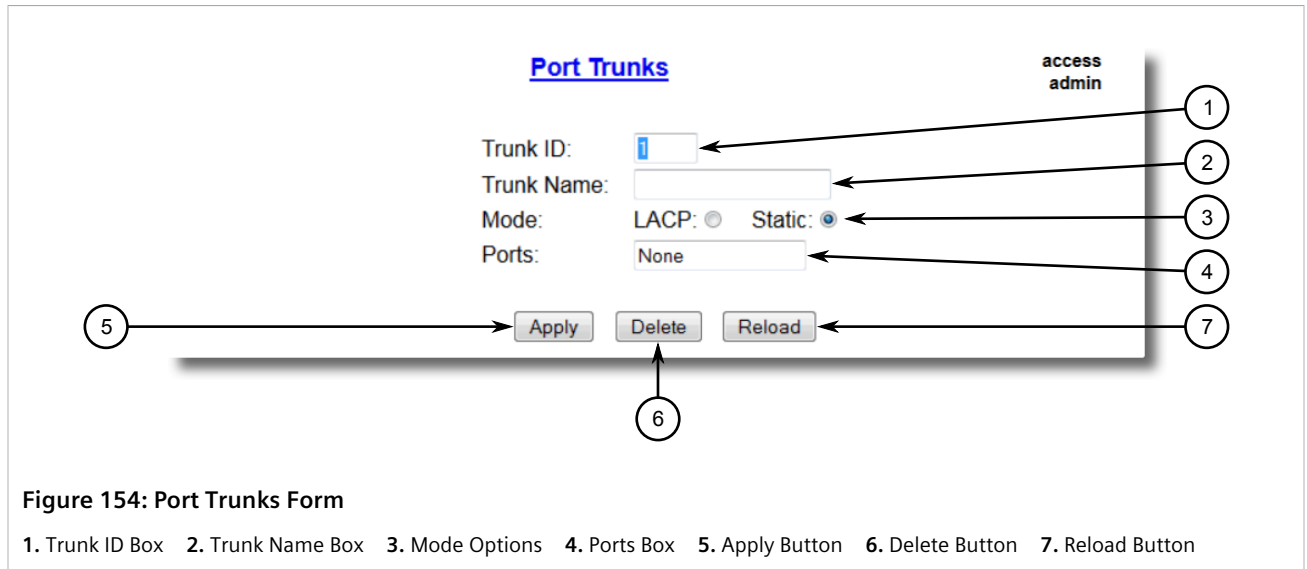 Port Trunks
access
admin
1
Trunk ID: 1
2
Trunk Name:
Mode: LACP: Static:
3
Ports: None
4
5
Apply Delete Reload
7
6
Figure 154: Port Trunks Form
1. Trunk ID Box 2. Trunk Name Box 3. Mode Options 4. Ports Box 5. Apply Button 6. Delete Button 7. Reload Button